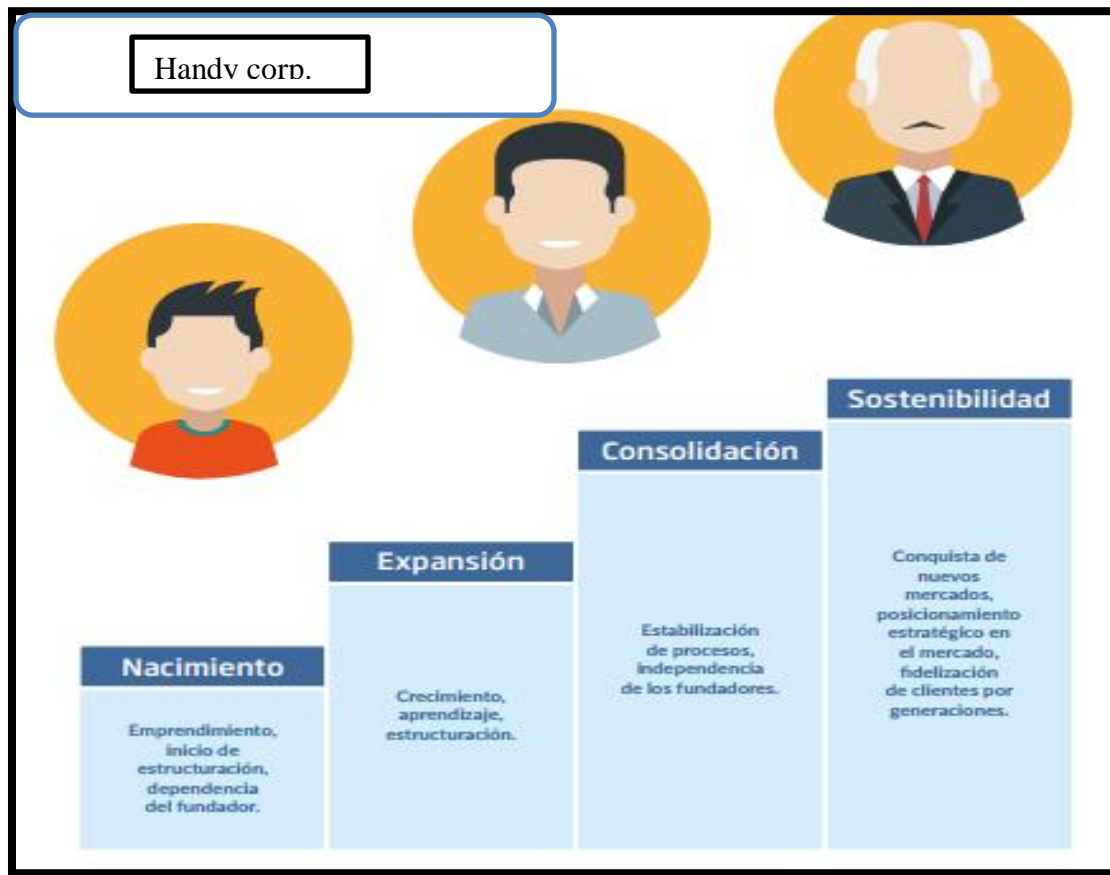 Handy corp.
Nacimiento
Emprendimiento,
inicio de
estructuración,
dependencia
del fundador.
Expansión
Crecimiento,
aprendizaje,
estructuración.
Consolidación
Estabilización
de procesos,
independencia
de los fundadores.
Sostenibilidad
Conquista de
nuevos
mercados,
posicionamiento
estratégico en
el mercado,
fidelización
de clientes por
generaciones.